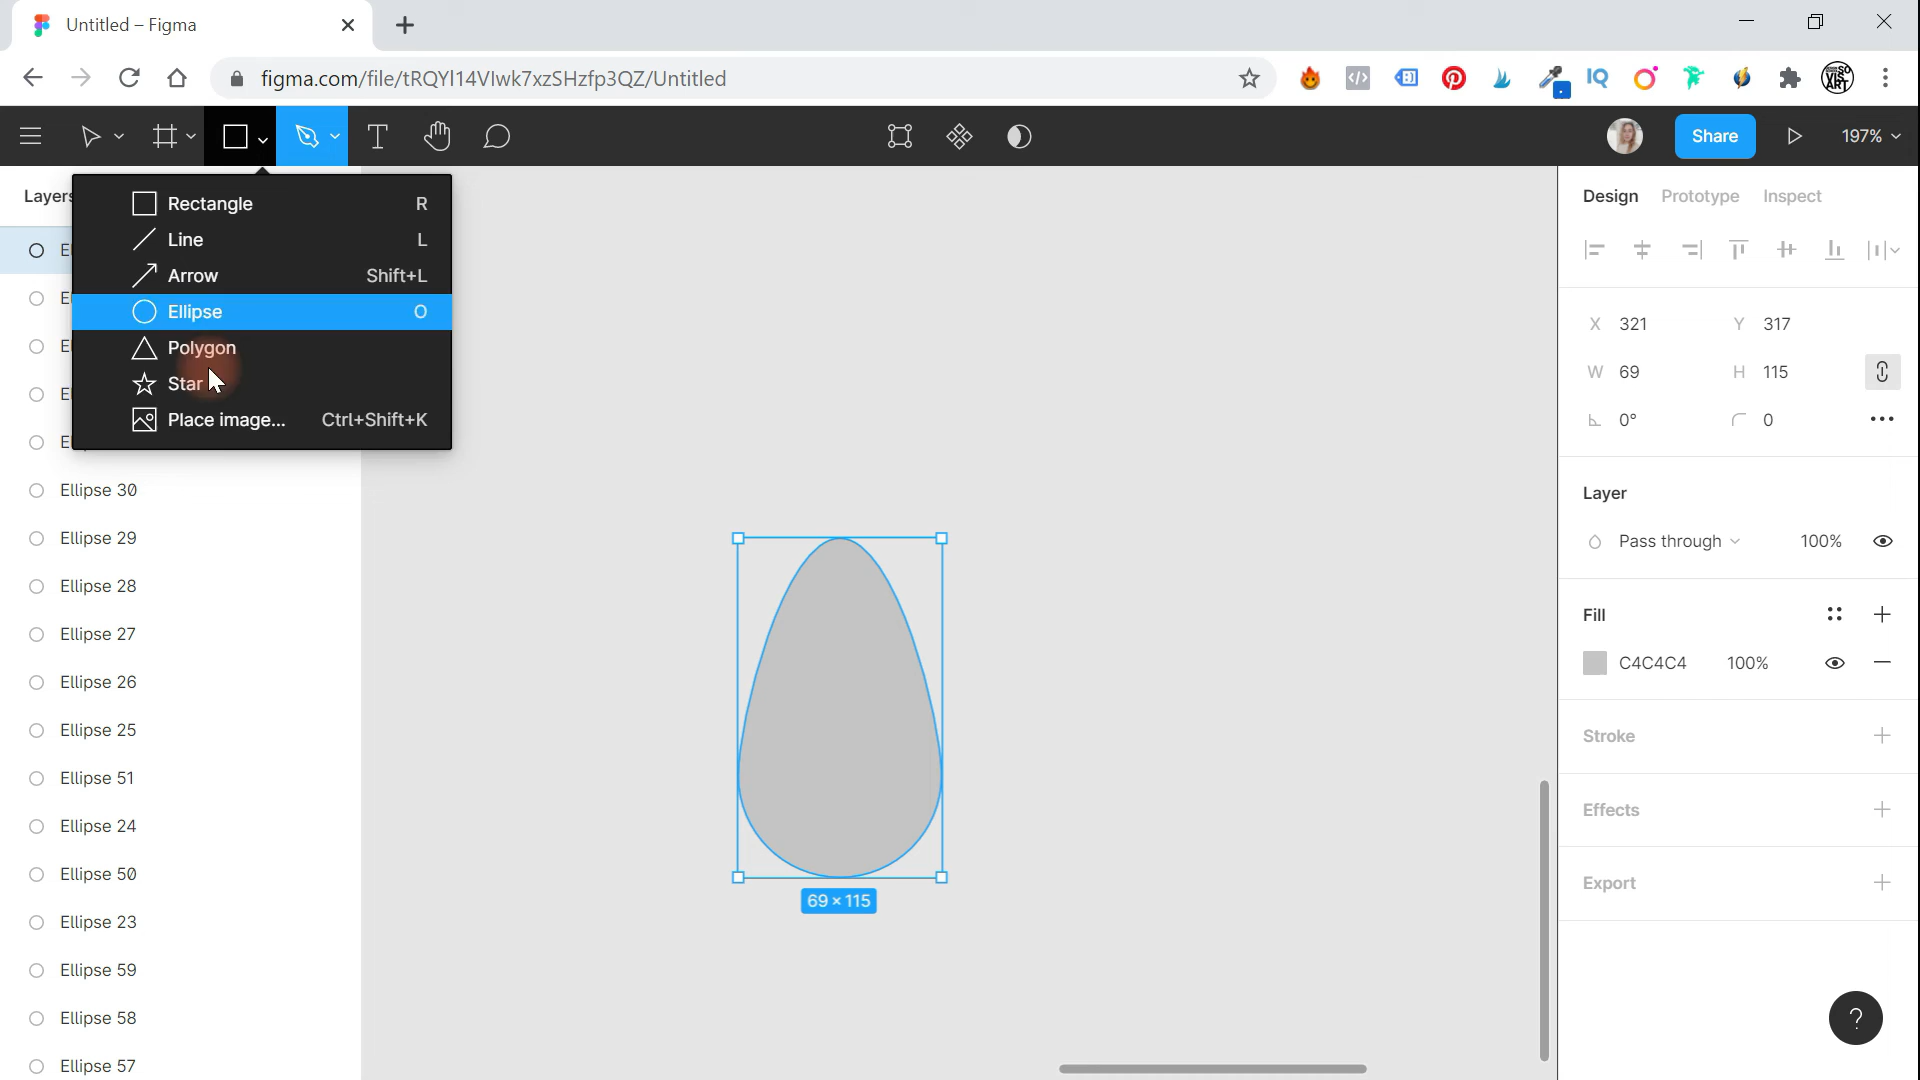 Untitled – Figma
figma.com/file/tRQYl14VIwk7xzSHzfp3QZ/Untitled
Share
197%
Layers
Rectangle R
Line L
Arrow Shift+L
Ellipse O
Polygon
Star
Place image... Ctrl+Shift+K
Ellipse 30
Ellipse 29
Ellipse 28
Ellipse 27
Ellipse 26
Ellipse 25
Ellipse 51
Ellipse 24
Ellipse 50
Ellipse 23
Ellipse 59
Ellipse 58
Ellipse 57
69 × 115
Design Prototype Inspect
X 321 Y 317
W 69 H 115
0° 0
Layer
Pass through 100%
Fill
C4C4C4 100%
Stroke
Effects
Export
?